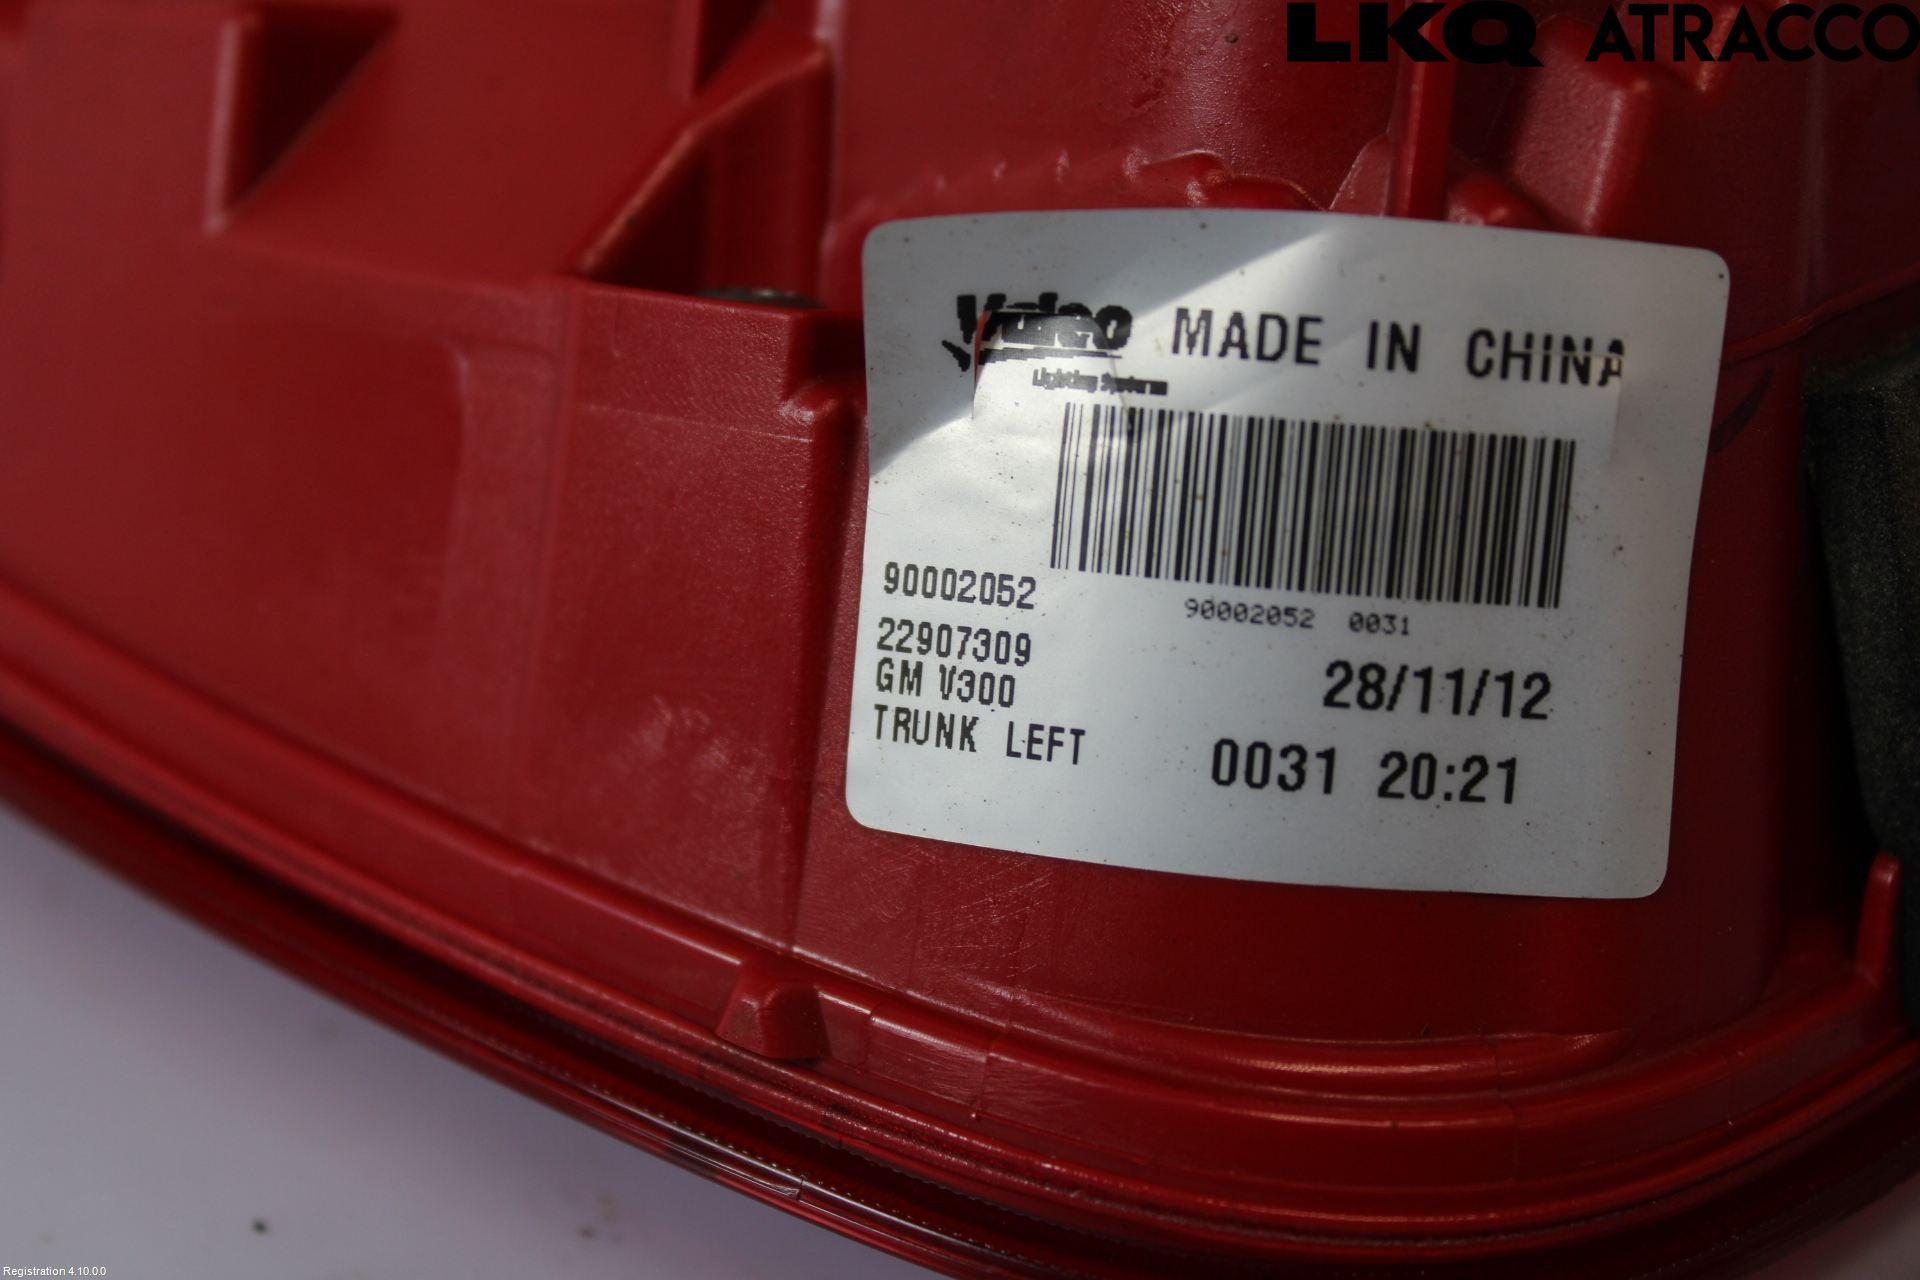 LKQ ATRACCO
Valeo MADE IN CHINA
Lighting Systems
90002052
90002052 0031
22907309
GM V300
28/11/12
TRUNK LEFT
0031 20:21
Registration 4.10.0.0